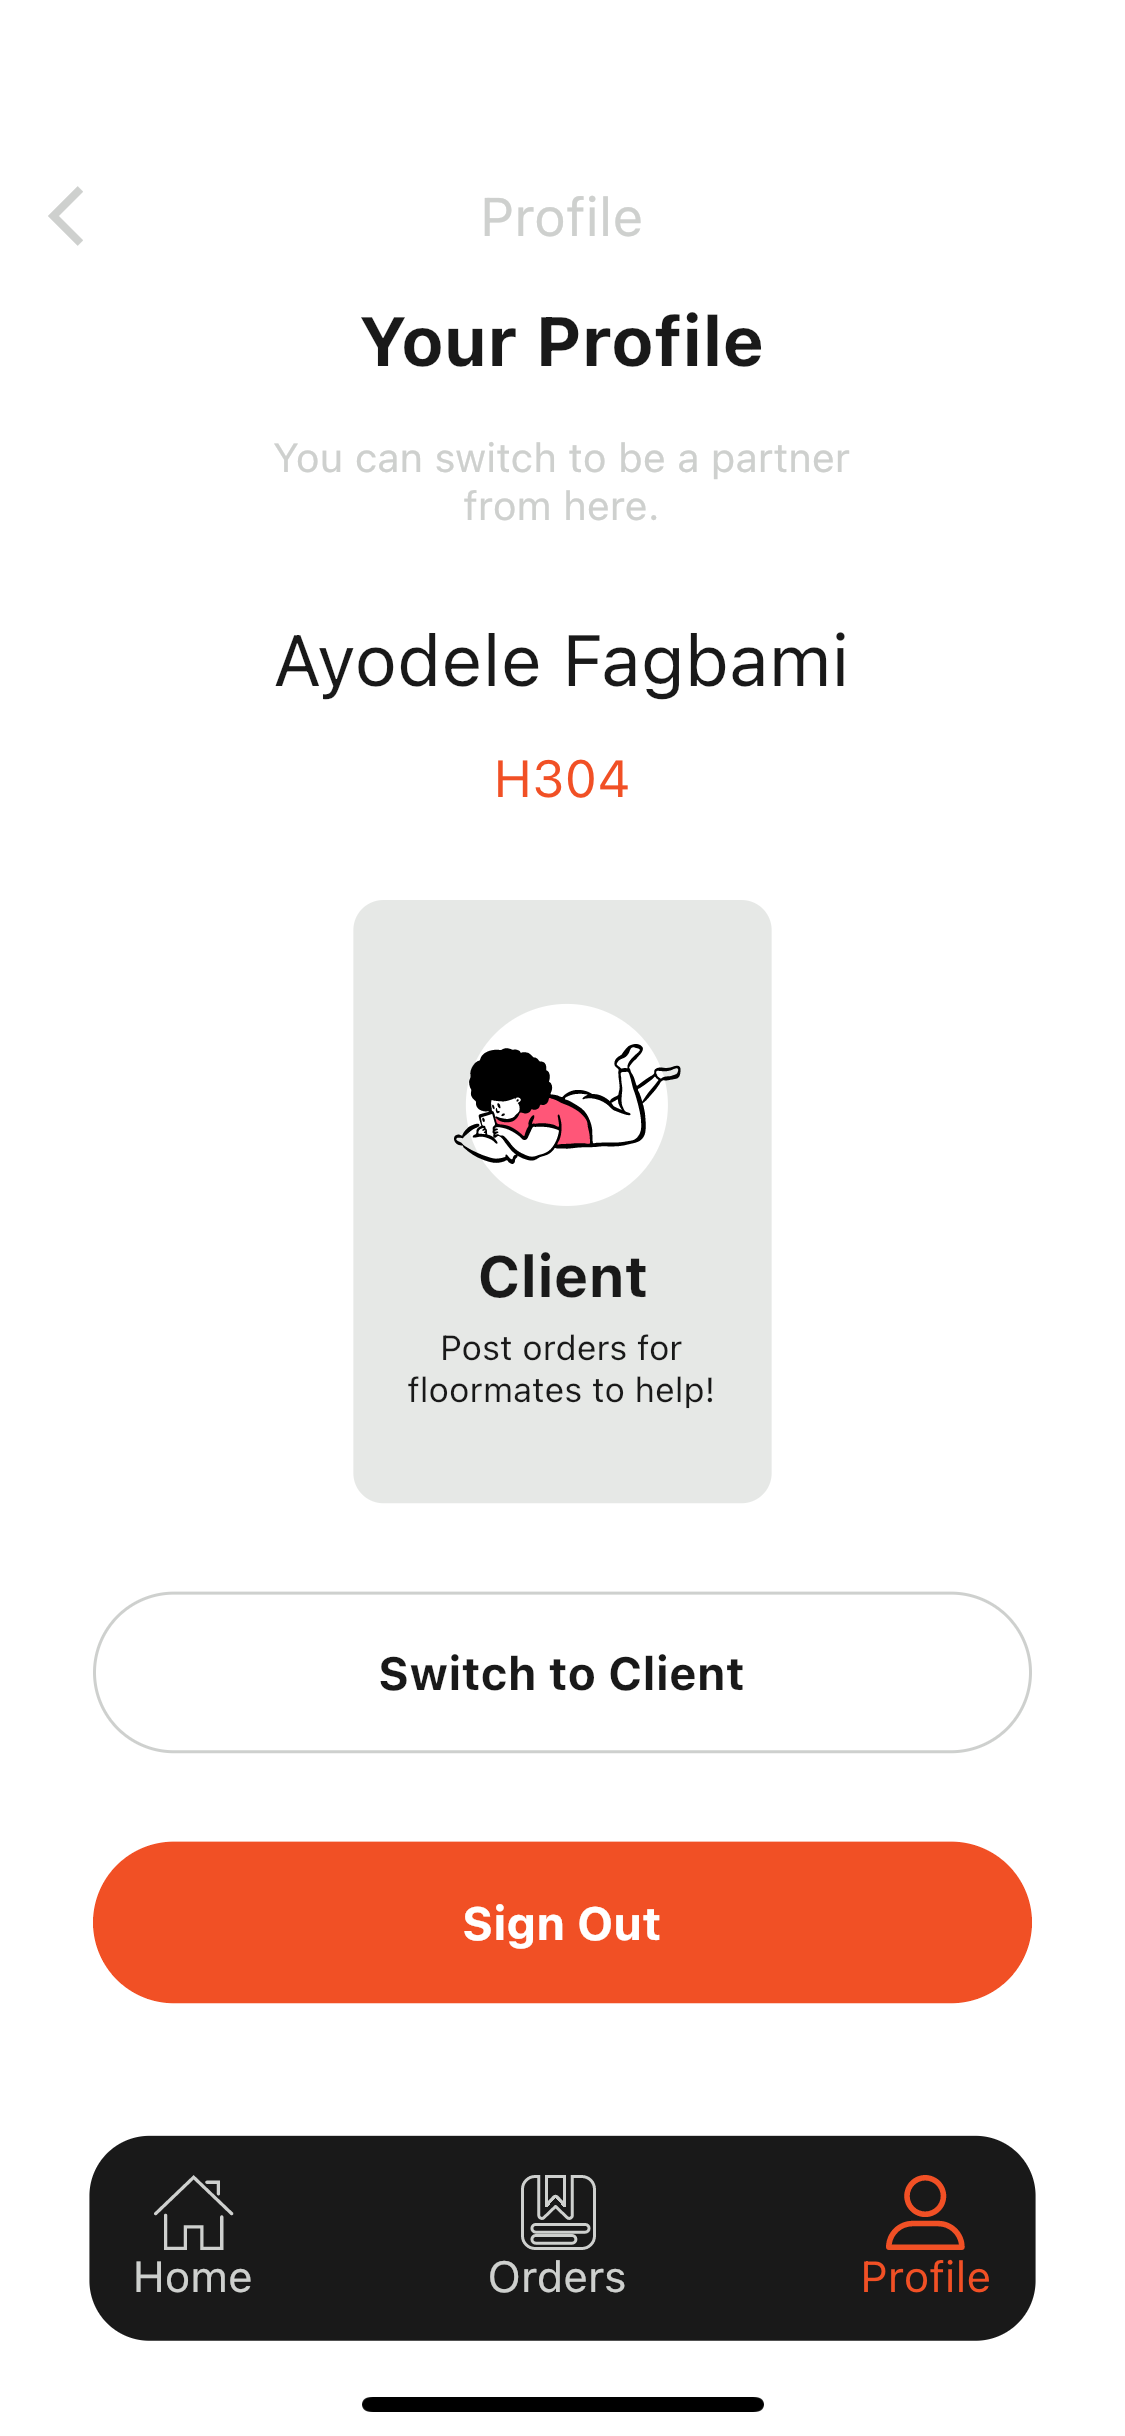 Profile
Your Profile
You can switch to be a partner
from here.
Ayodele Fagbami
H304
Client
Post orders for
floormates to help!
Switch to Client
Sign Out
Home
Orders
Profile